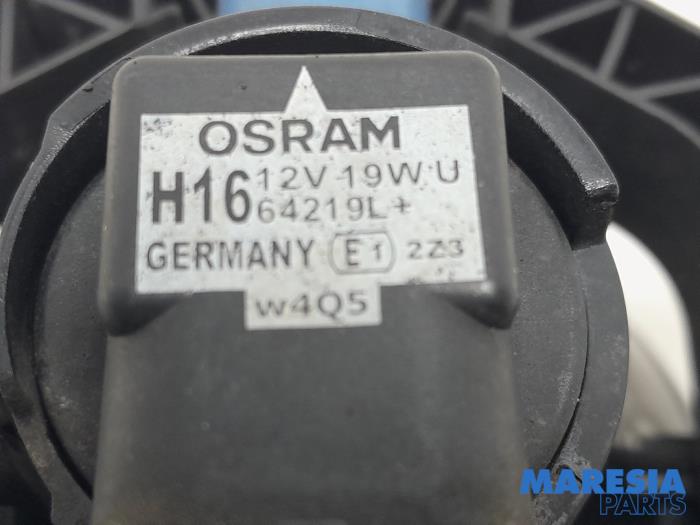 OSRAM
H16 12V 19W U
64219L+
GERMANY E1 2Z3
w4Q5
MARESIA
PARTS